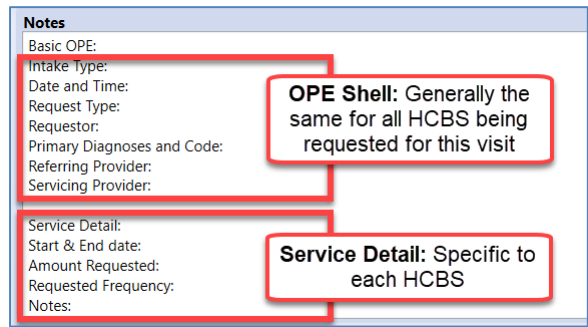 Notes
Basic OPE:
Intake Type:
Date and Time:
Request Type:
Requestor:
Primary Diagnoses and Code:
Referring Provider:
Servicing Provider:
OPE Shell: Generally the
same for all HCBS being
requested for this visit
Service Detail:
Start & End date:
Amount Requested:
Requested Frequency:
Notes:
Service Detail: Specific to
each HCBS